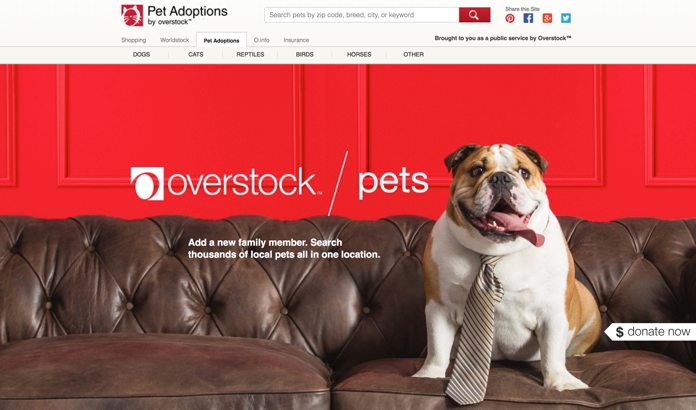 Pet Adoptions
by overstock™
Search pets by zip code, breed, city, or keyword
Share this Site
Shopping
Worldstock
Pet Adoptions
O.info
Insurance
Brought to you as a public service by Overstock™
DOGS
CATS
REPTILES
BIRDS
HORSES
OTHER
overstock™ / pets
Add a new family member. Search
thousands of local pets all in one location.
$ donate now